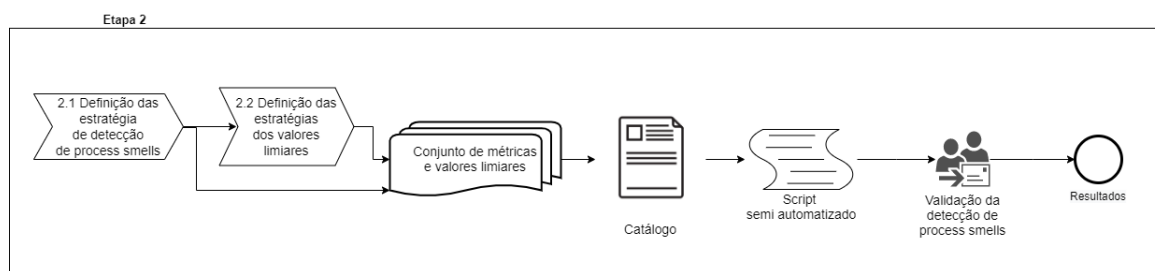 Etapa 2
2.1 Definição das
estratégia
de detecção
de process smells
2.2 Definição das
estratégias
dos valores
limiares
Conjunto de métricas
e valores limiares
Catálogo
Script
semi automatizado
Validação da
detecção de
process smells
Resultados